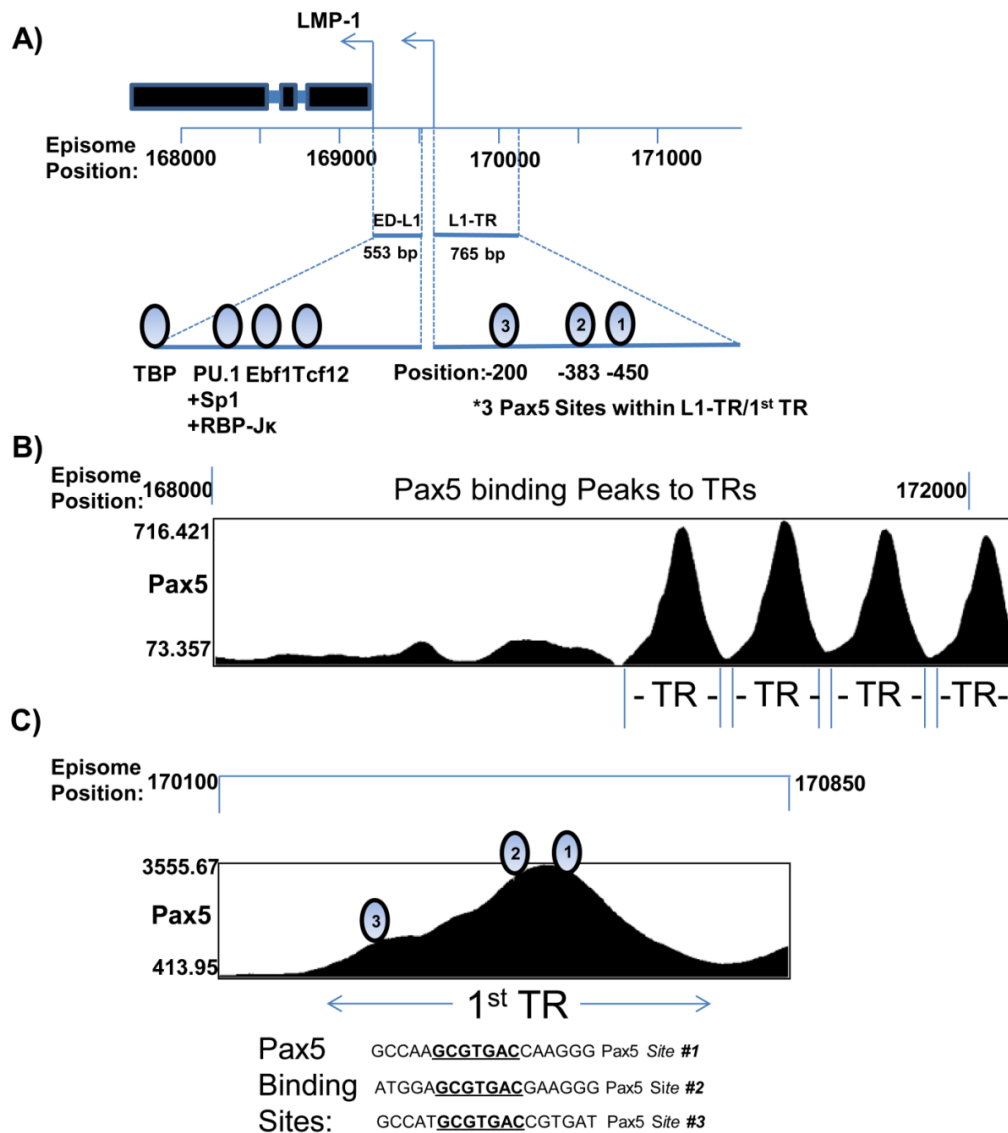 A)
LMP-1
Episome
Position:
168000 169000 170000 171000
ED-L1 L1-TR
553 bp 765 bp
3 2 1
TBP PU.1 Ebf1Tcf12 Position:-200 -383 -450
+Sp1
+RBP-Jκ
*3 Pax5 Sites within L1-TR/1st TR
B)
Episome
Position:
168000 Pax5 binding Peaks to TRs 172000
716.421
Pax5
73.357
- TR - - TR - - TR - -TR-
C)
Episome
Position:
170100 170850
3555.67
Pax5
413.95
3 2 1
1st TR
Pax5 GCCAAGCGTGACCAAGGG Pax5 Site #1
Binding ATGGAGCGTGACGAAGGG Pax5 Site #2
Sites: GCCATGCGTGACCGTGAT Pax5 Site #3